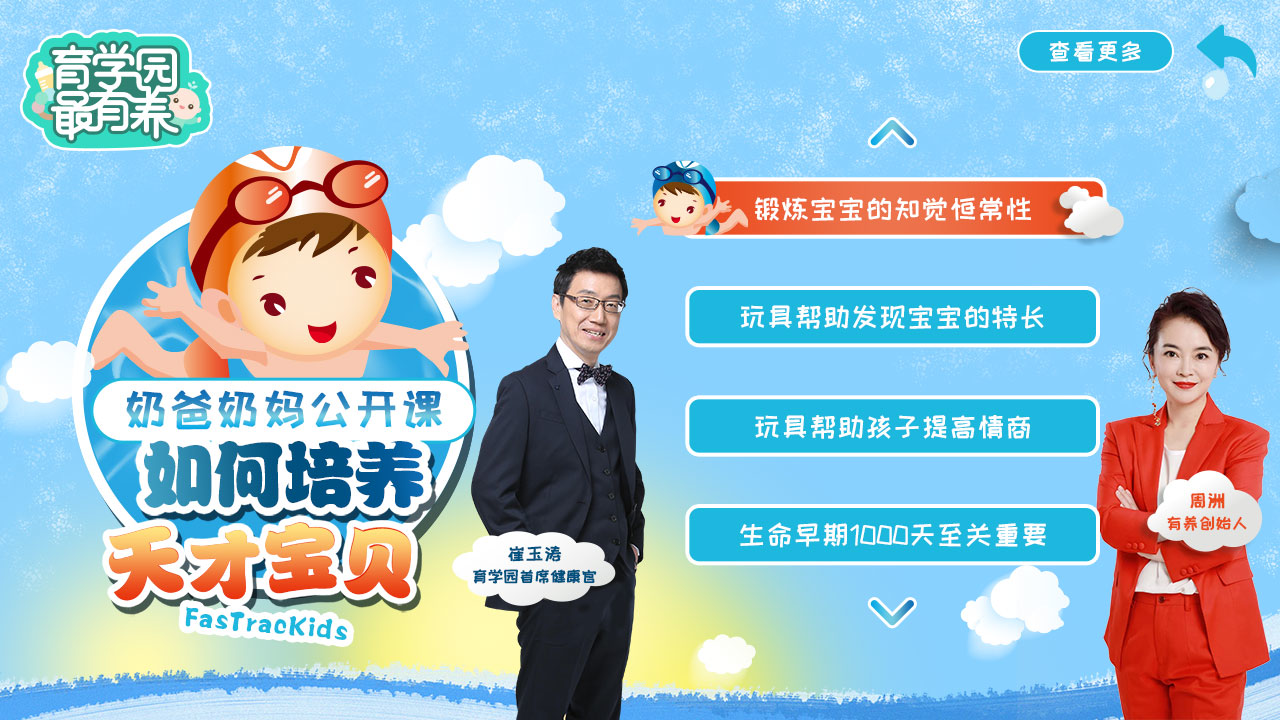 育学园
最有养
查看更多
锻炼宝宝的知觉恒常性
玩具帮助发现宝宝的特长
玩具帮助孩子提高情商
生命早期1000天至关重要
奶爸奶妈公开课
如何培养
天才宝贝
FasTracKids
崔玉涛
育学园首席健康官
周洲
有养创始人